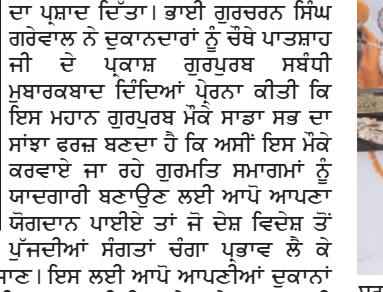 ਦਾ ਪ੍ਰਸ਼ਾਦ ਦਿੱਤਾ। ਭਾਈ ਗੁਰਚਰਨ ਸਿੰਘ
ਗਰੇਵਾਲ ਨੇ ਦੁਕਾਨਦਾਰਾਂ ਨੂੰ ਚੌਥੇ ਪਾਤਸ਼ਾਹ
ਜੀ ਦੇ ਪ੍ਰਕਾਸ਼ ਗੁਰਪੁਰਬ ਸਬੰਧੀ
ਮੁਬਾਰਕਬਾਦ ਦਿੰਦਿਆਂ ਪ੍ਰੇਰਨਾ ਕੀਤੀ ਕਿ
ਇਸ ਮਹਾਨ ਗੁਰਪੁਰਬ ਮੌਕੇ ਸਾਡਾ ਸਭ ਦਾ
ਸਾਂਝਾ ਫਰਜ਼ ਬਣਦਾ ਹੈ ਕਿ ਅਸੀਂ ਇਸ ਮੌਕੇ
ਕਰਵਾਏ ਜਾ ਰਹੇ ਗੁਰਮਤਿ ਸਮਾਗਮਾਂ ਨੂੰ
ਯਾਦਗਾਰੀ ਬਣਾਉਣ ਲਈ ਆਪੋ ਆਪਣਾ
ਯੋਗਦਾਨ ਪਾਈਏ ਤਾਂ ਜੋ ਦੇਸ਼ ਵਿਦੇਸ਼ ਤੋਂ
ਪੁੱਜਦੀਆਂ ਸੰਗਤਾਂ ਚੰਗਾ ਪ੍ਰਭਾਵ ਲੈ ਕੇ
ਜਾਣ। ਇਸ ਲਈ ਆਪੋ ਆਪਣੀਆਂ ਦੁਕਾਨਾਂ